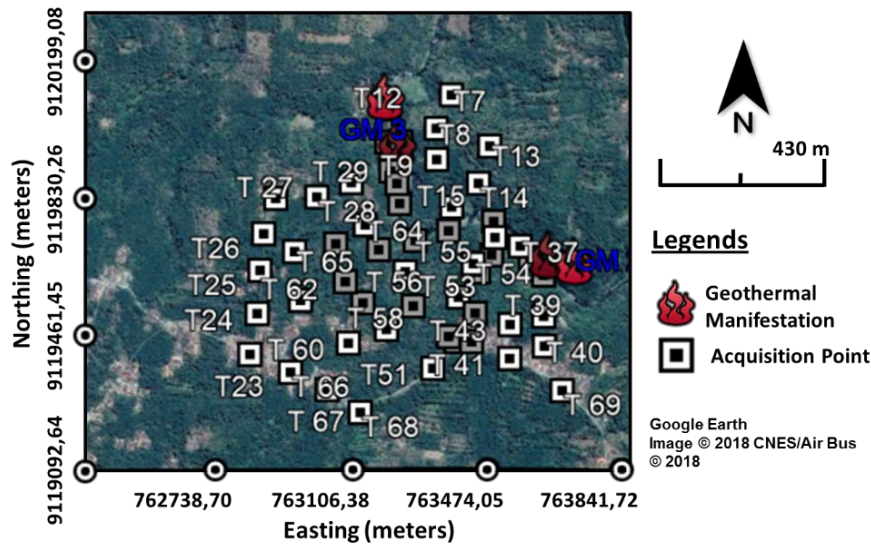 9120199,08
9119830,26
9119461,45
9119092,64
Northing (meters)
T12
T7
GM 3
T8
T13
T9
T 29
T 27
T15
T14
T 28
T 64
T26
T 55
T 37
GM
T 65
T25
T 56
T 54
T 53
T 62
T 39
T24
T 58
T 43
T 60
T 40
T 41
T51
T23
T 66
T 69
T 67
T 68
762738,70
763106,38
763474,05
763841,72
Easting (meters)
N
430 m
Legends
Geothermal
Manifestation
Acquisition Point
Google Earth
Image © 2018 CNES/Air Bus
© 2018